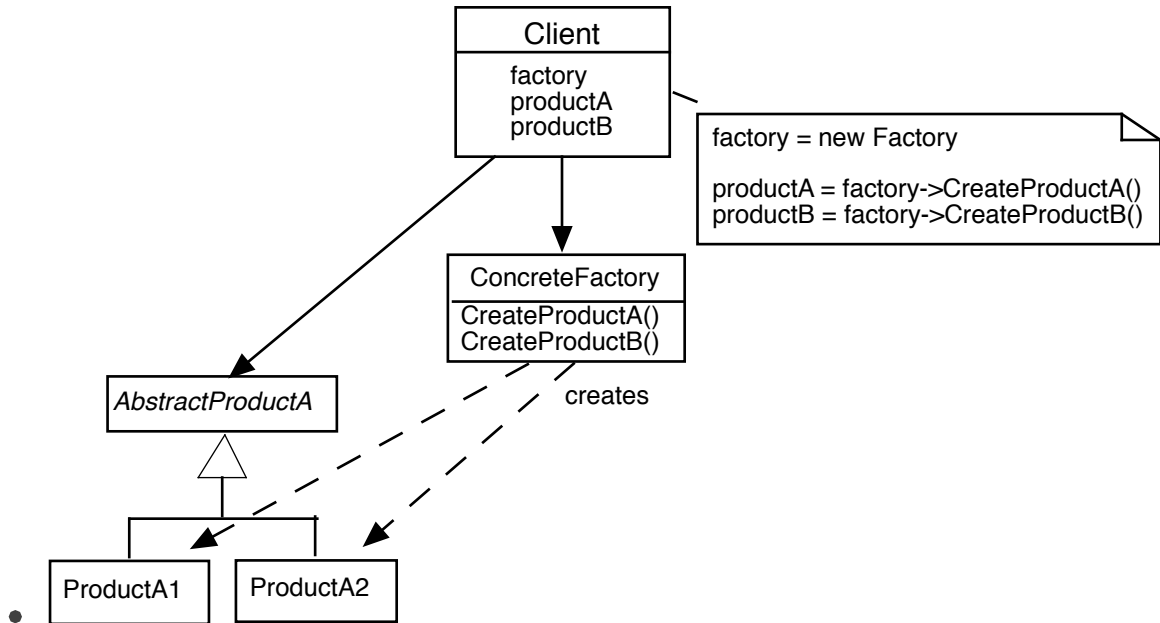 Client
factory
productA
productB
factory = new Factory
productA = factory->CreateProductA()
productB = factory->CreateProductB()
ConcreteFactory
CreateProductA()
CreateProductB()
creates
AbstractProductA
ProductA1
ProductA2